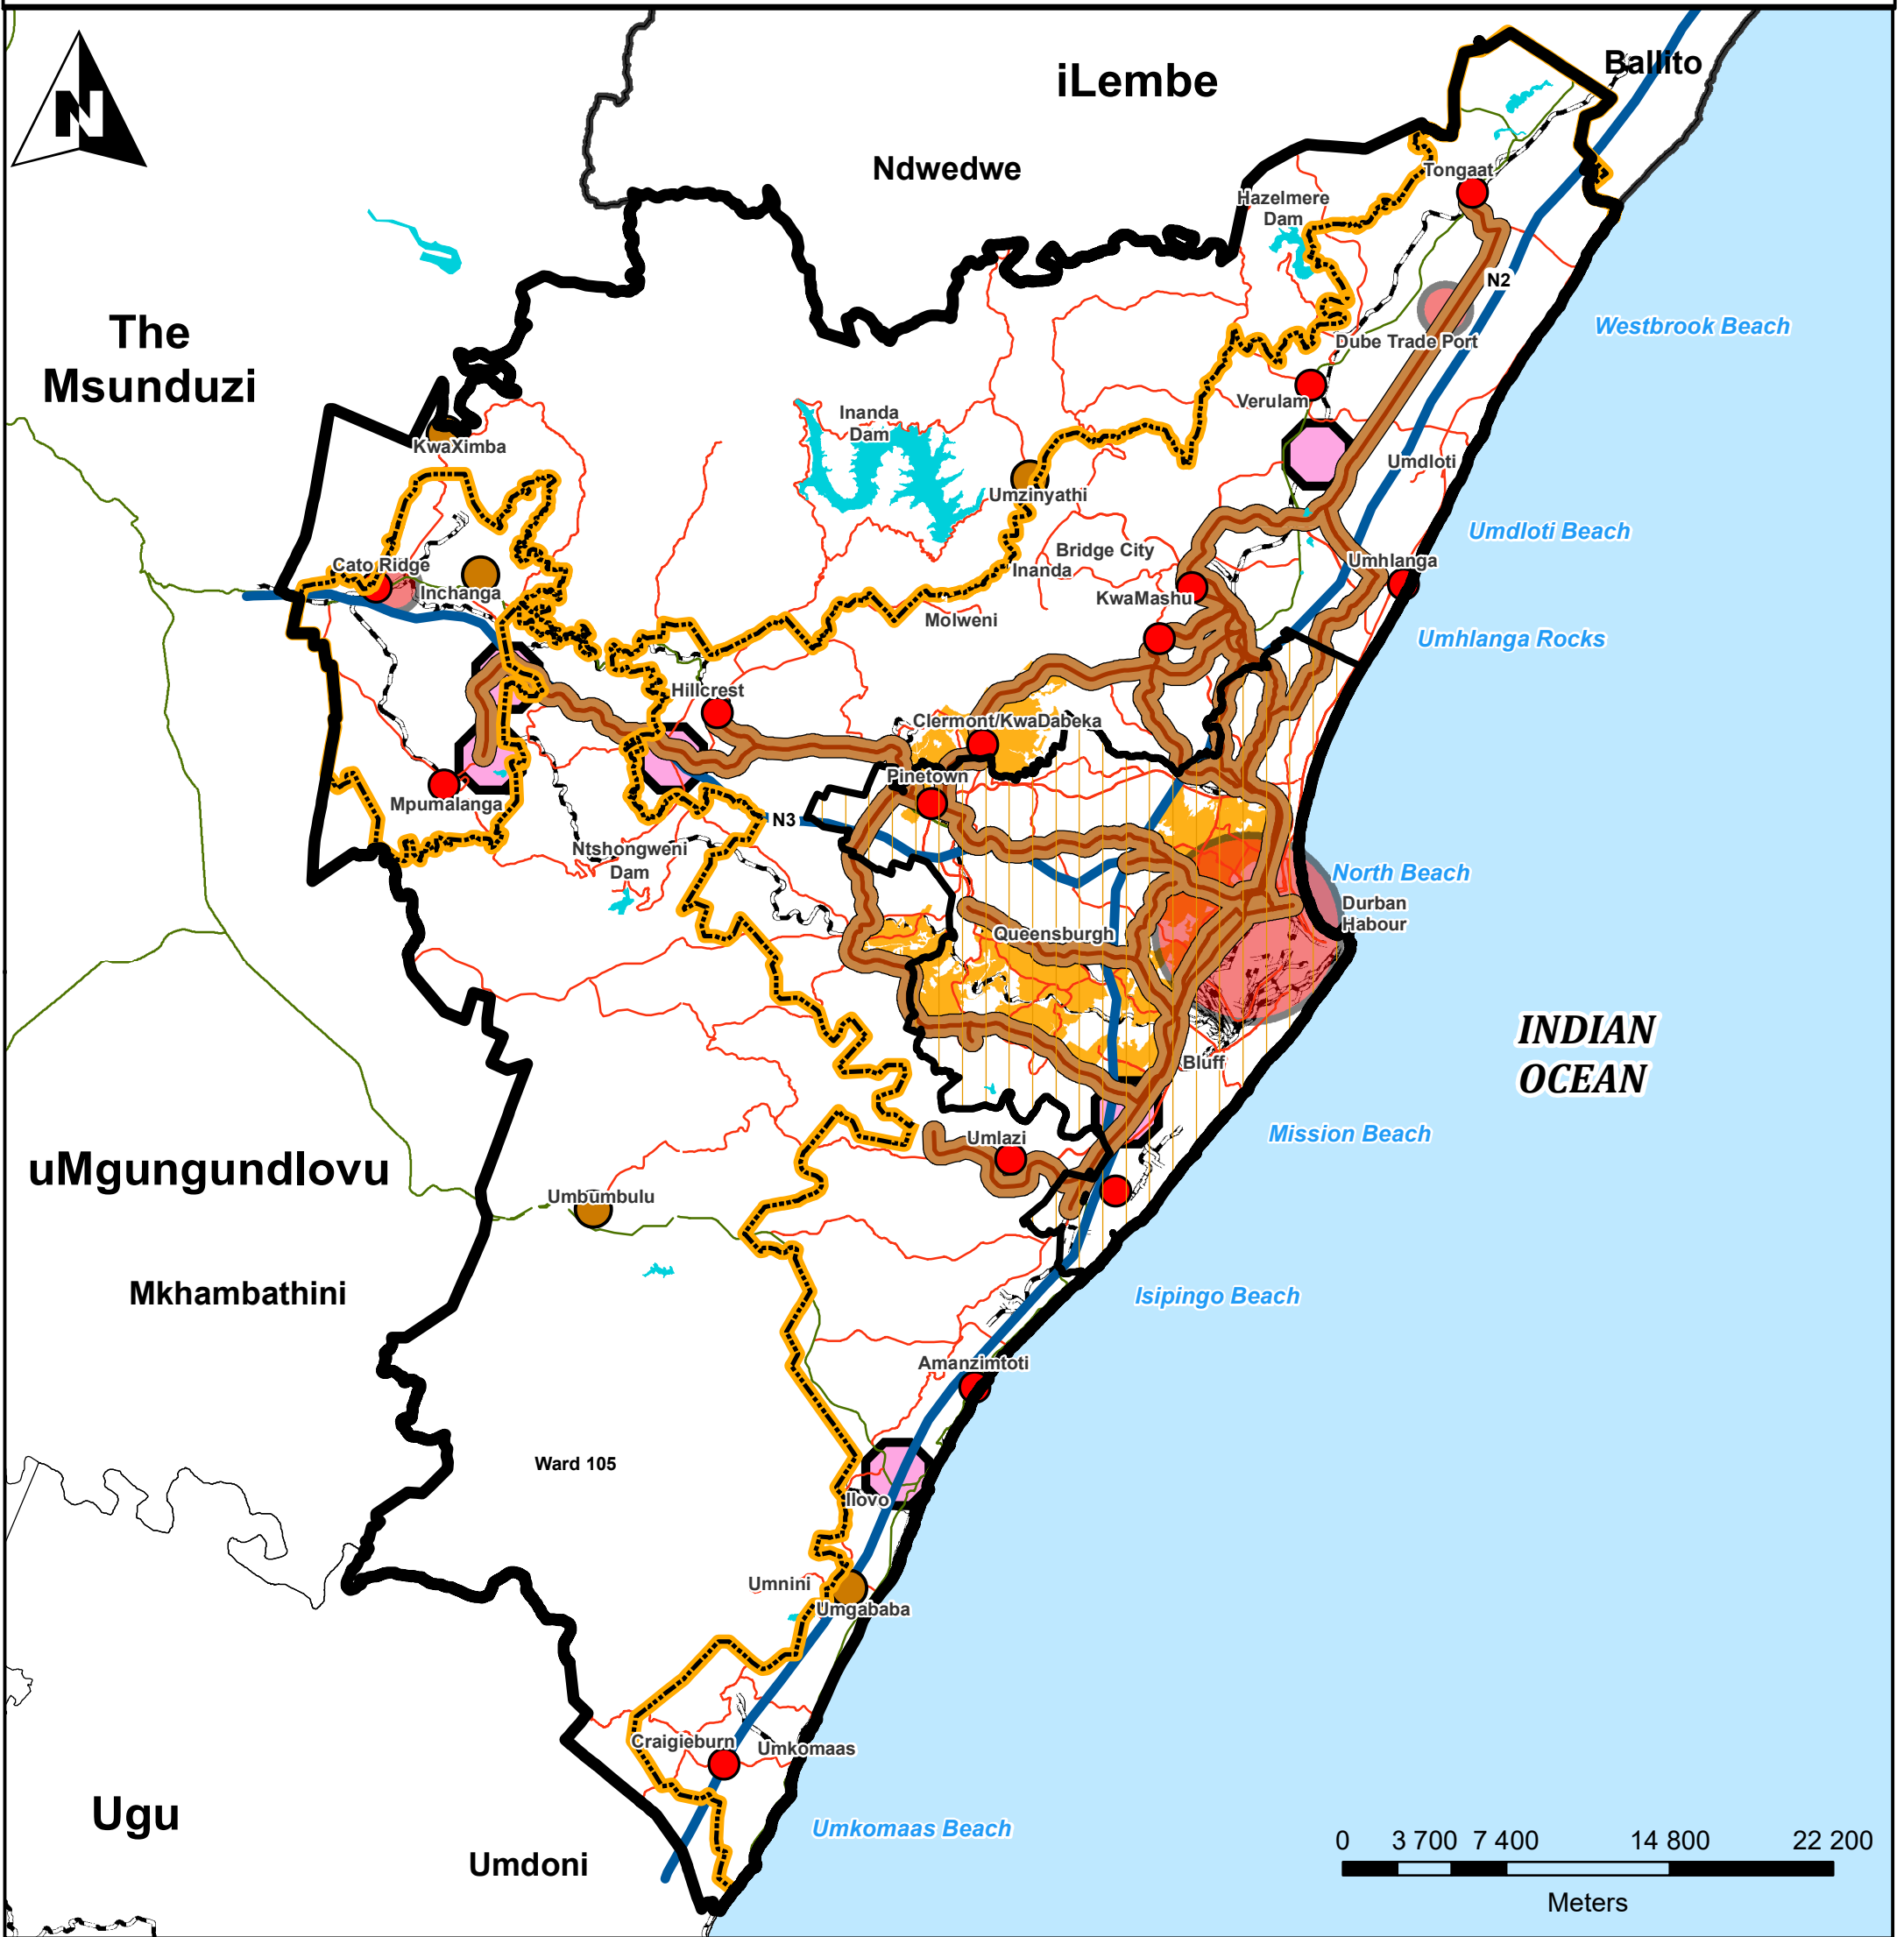 N
iLembe
Ballito
Ndwedwe
Tongaat
Hazelmere
Dam
N2
The
Msunduzi
Westbrook Beach
Dube Trade Port
Verulam
Inanda
Dam
KwaXimba
Umdloti
Umzinyathi
Umdloti Beach
Bridge City
Cato Ridge
Inanda
Umhlanga
Inchanga
KwaMashu
Molweni
Umhlanga Rocks
Hillcrest
Clermont/KwaDabeka
Pinetown
Mpumalanga
N3
Ntshongweni
Dam
North Beach
Durban
Habour
Queensburgh
INDIAN
OCEAN
Bluff
Mission Beach
Umlazi
uMgungundlovu
Umbumbulu
Mkhambathini
Isipingo Beach
Amanzimtoti
Ward 105
Ilovo
Umnini
Umgababa
Craigieburn
Umkomaas
Ugu
Umkomaas Beach
Umdoni
0 3 700 7 400 14 800 22 200
Meters